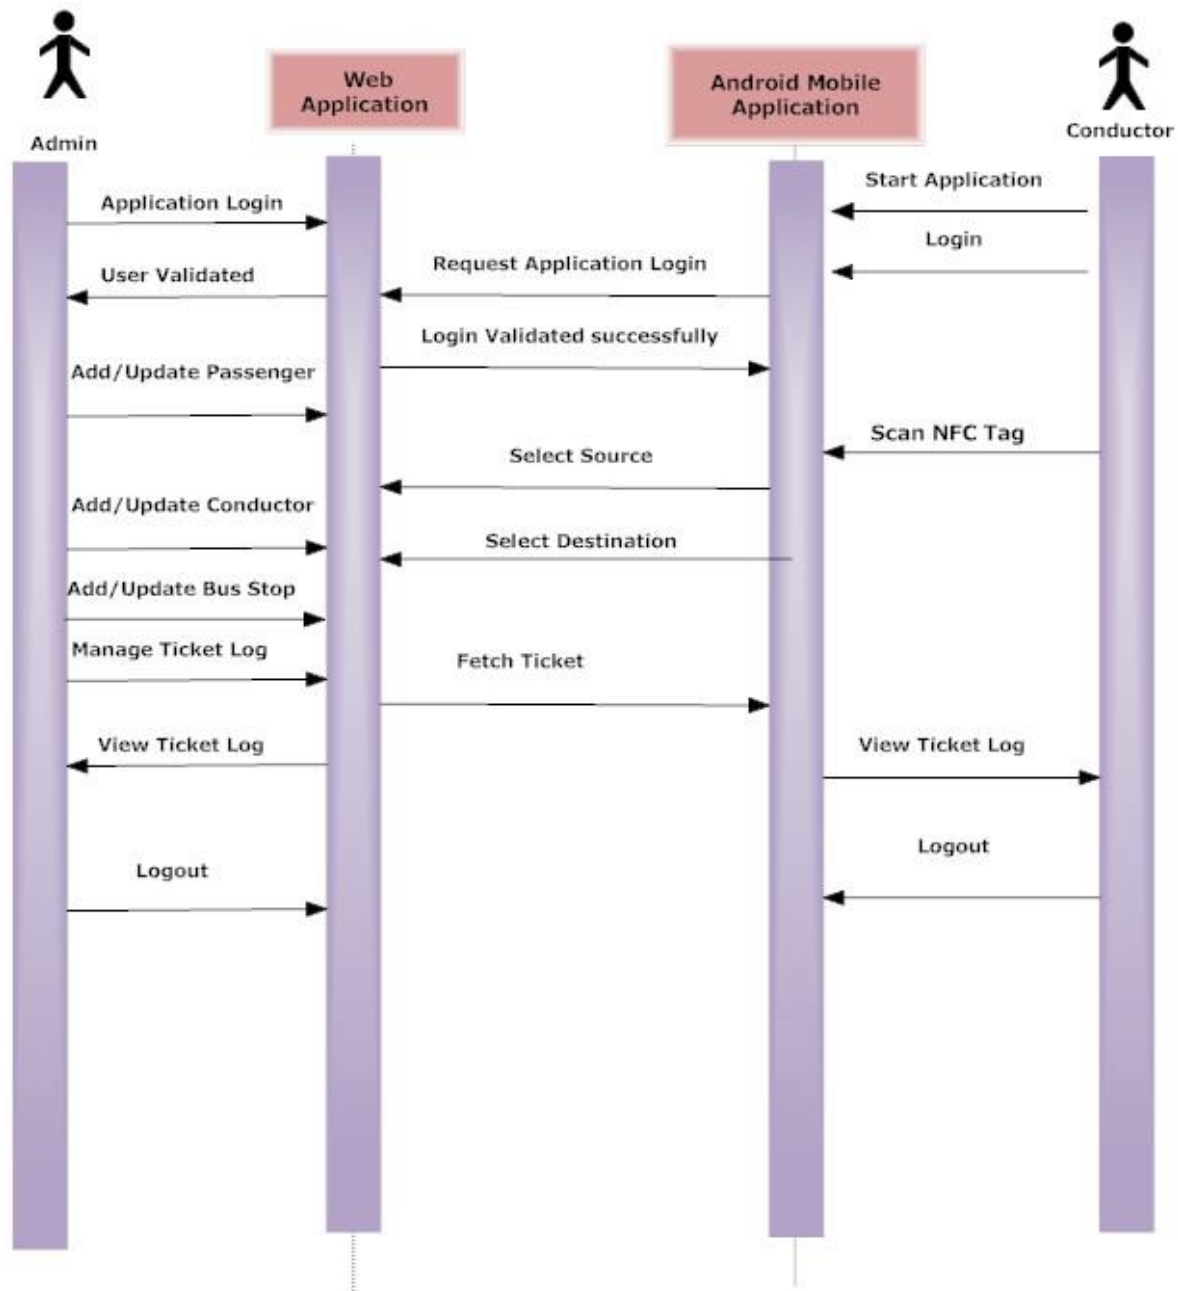 Web
Application
Android Mobile
Application
Admin
Conductor
Start Application
Application Login
Login
Request Application Login
User Validated
Login Validated successfully
Add/Update Passenger
Scan NFC Tag
Select Source
Add/Update Conductor
Select Destination
Add/Update Bus Stop
Manage Ticket Log
Fetch Ticket
View Ticket Log
View Ticket Log
Logout
Logout